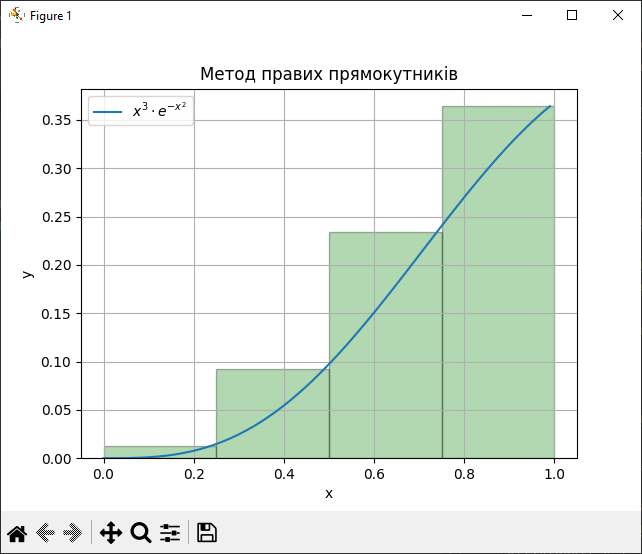 Figure 1
Метод правих прямокутників
x³ · e^{-x²}
0.35
0.30
0.25
0.20
0.15
0.10
0.05
0.00
y
0.0 0.2 0.4 0.6 0.8 1.0
x